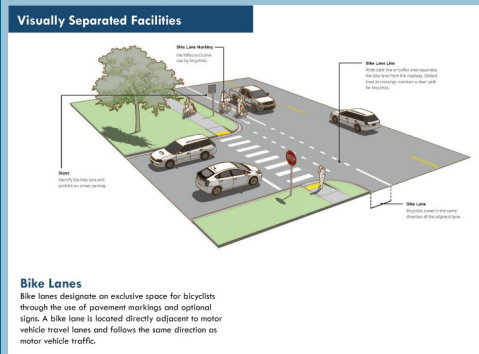 Visually Separated Facilities
Bike Lane Marking
Identifies exclusive
use by bicyclists.
Bike Lane Line
Wide solid line or buffer area separates
the bike lane from the roadway. Dotted
lines at crossings maintain a clear path
for bicyclists.
Signs
Identify the bike lane and
prohibit on street parking.
STOP
Bike Lane
Bicyclists travel in the same
direction of the adjacent lane.
Bike Lanes
Bike lanes designate an exclusive space for bicyclists
through the use of pavement markings and optional
signs. A bike lane is located directly adjacent to motor
vehicle travel lanes and follows the same direction as
motor vehicle traffic.